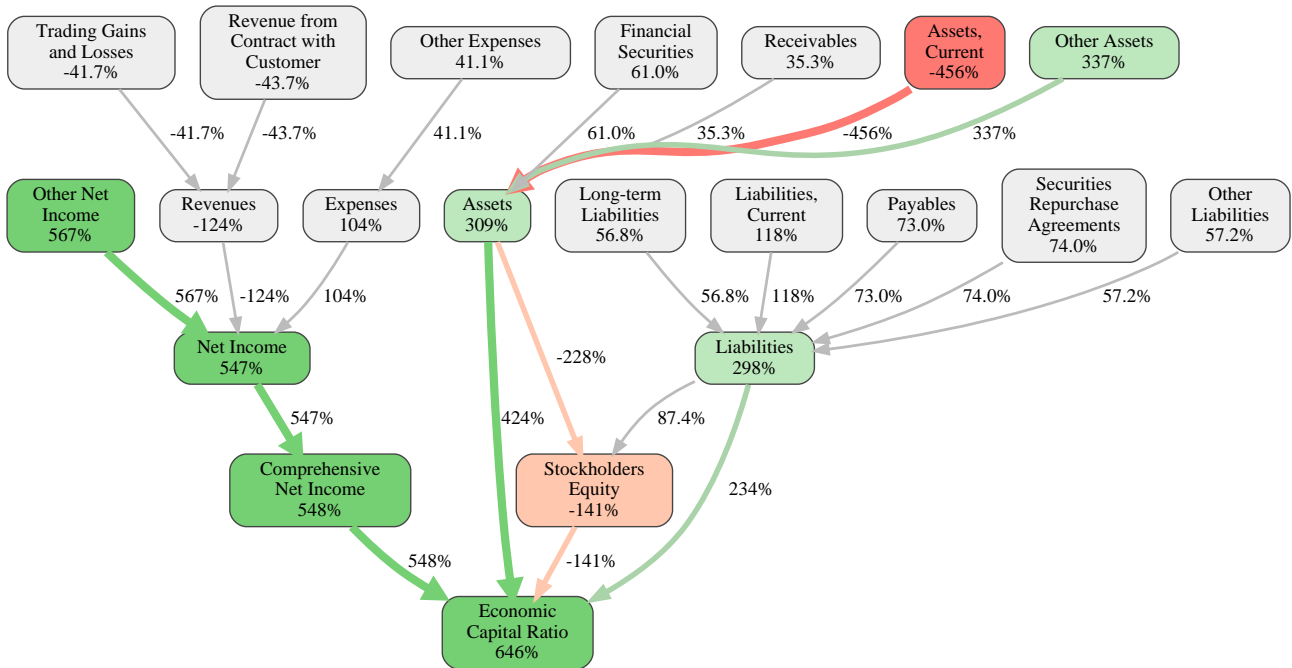 Trading Gains
and Losses
-41.7%
Revenue from
Contract with
Customer
-43.7%
Other Expenses
41.1%
Financial
Securities
61.0%
Receivables
35.3%
Assets,
Current
-456%
Other Assets
337%
-41.7%
-43.7%
41.1%
61.0%
35.3%
-456%
337%
Other Net
Income
567%
Revenues
-124%
Expenses
104%
Assets
309%
Long-term
Liabilities
56.8%
Liabilities,
Current
118%
Payables
73.0%
Securities
Repurchase
Agreements
74.0%
Other
Liabilities
57.2%
567%
-124%
104%
56.8%
118%
73.0%
74.0%
57.2%
Net Income
547%
-228%
Liabilities
298%
547%
424%
87.4%
Comprehensive
Net Income
548%
Stockholders
Equity
-141%
234%
548%
-141%
Economic
Capital Ratio
646%